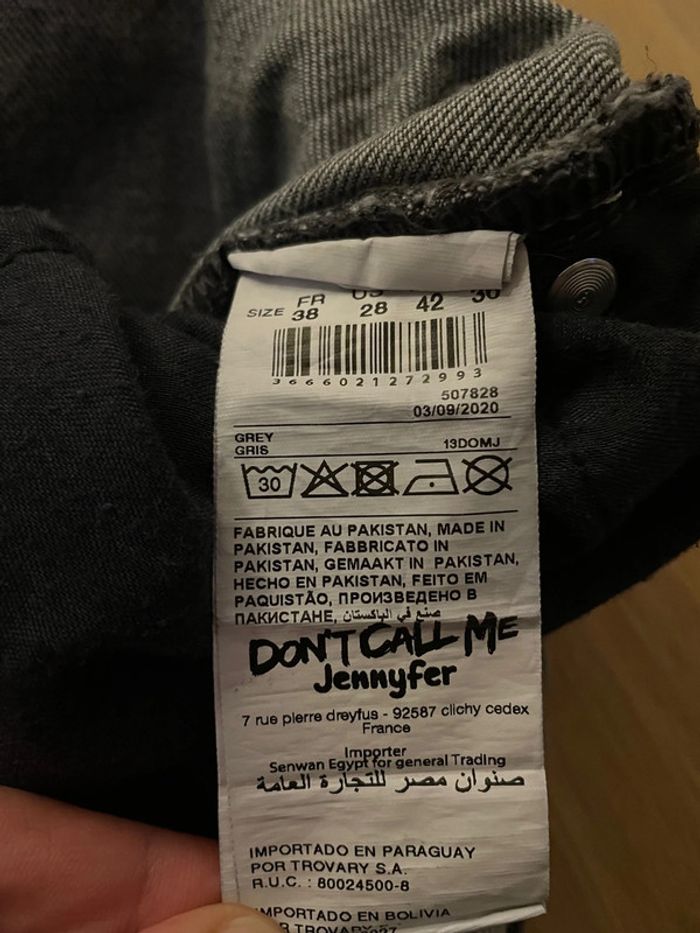 SIZE FR US
38 28 42 30
3666021272993
507828
03/09/2020
GREY
GRIS 13DOMJ
30
FABRIQUE AU PAKISTAN, MADE IN
PAKISTAN, FABBRICATO IN
PAKISTAN, GEMAAKT IN PAKISTAN,
HECHO EN PAKISTAN, FEITO EM
PAQUISTÃO, ПРОИЗВЕДЕНО В
ПАКИСТАНЕ, صنع في الباكستان
DON'T CALL ME
Jennyfer
7 rue pierre dreyfus - 92587 clichy cedex
France
Importer
Senwan Egypt for general Trading
صنوان مصر للتجارة العامة
IMPORTADO EN PARAGUAY
POR TROVARY S.A.
R.U.C. : 80024500-8
IMPORTADO EN BOLIVIA
TROVARY